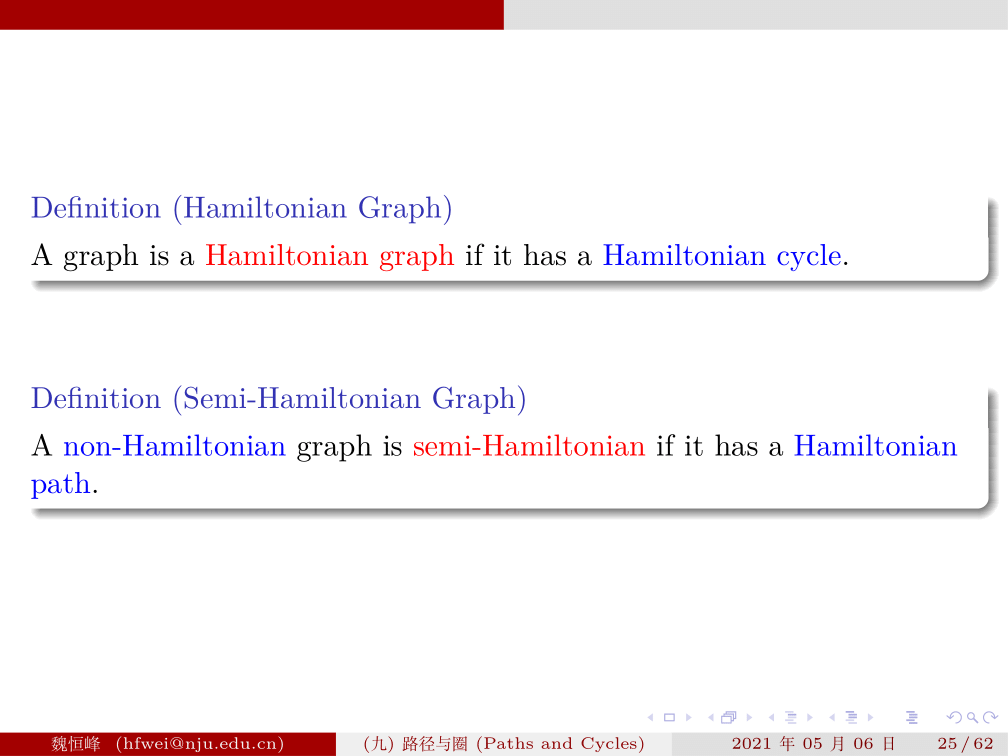 Definition (Hamiltonian Graph)
A graph is a Hamiltonian graph if it has a Hamiltonian cycle.
Definition (Semi-Hamiltonian Graph)
A non-Hamiltonian graph is semi-Hamiltonian if it has a Hamiltonian
path.
魏恒峰 (hfwei@nju.edu.cn) (九) 路径与圈 (Paths and Cycles) 2021 年 05 月 06 日 25 / 62